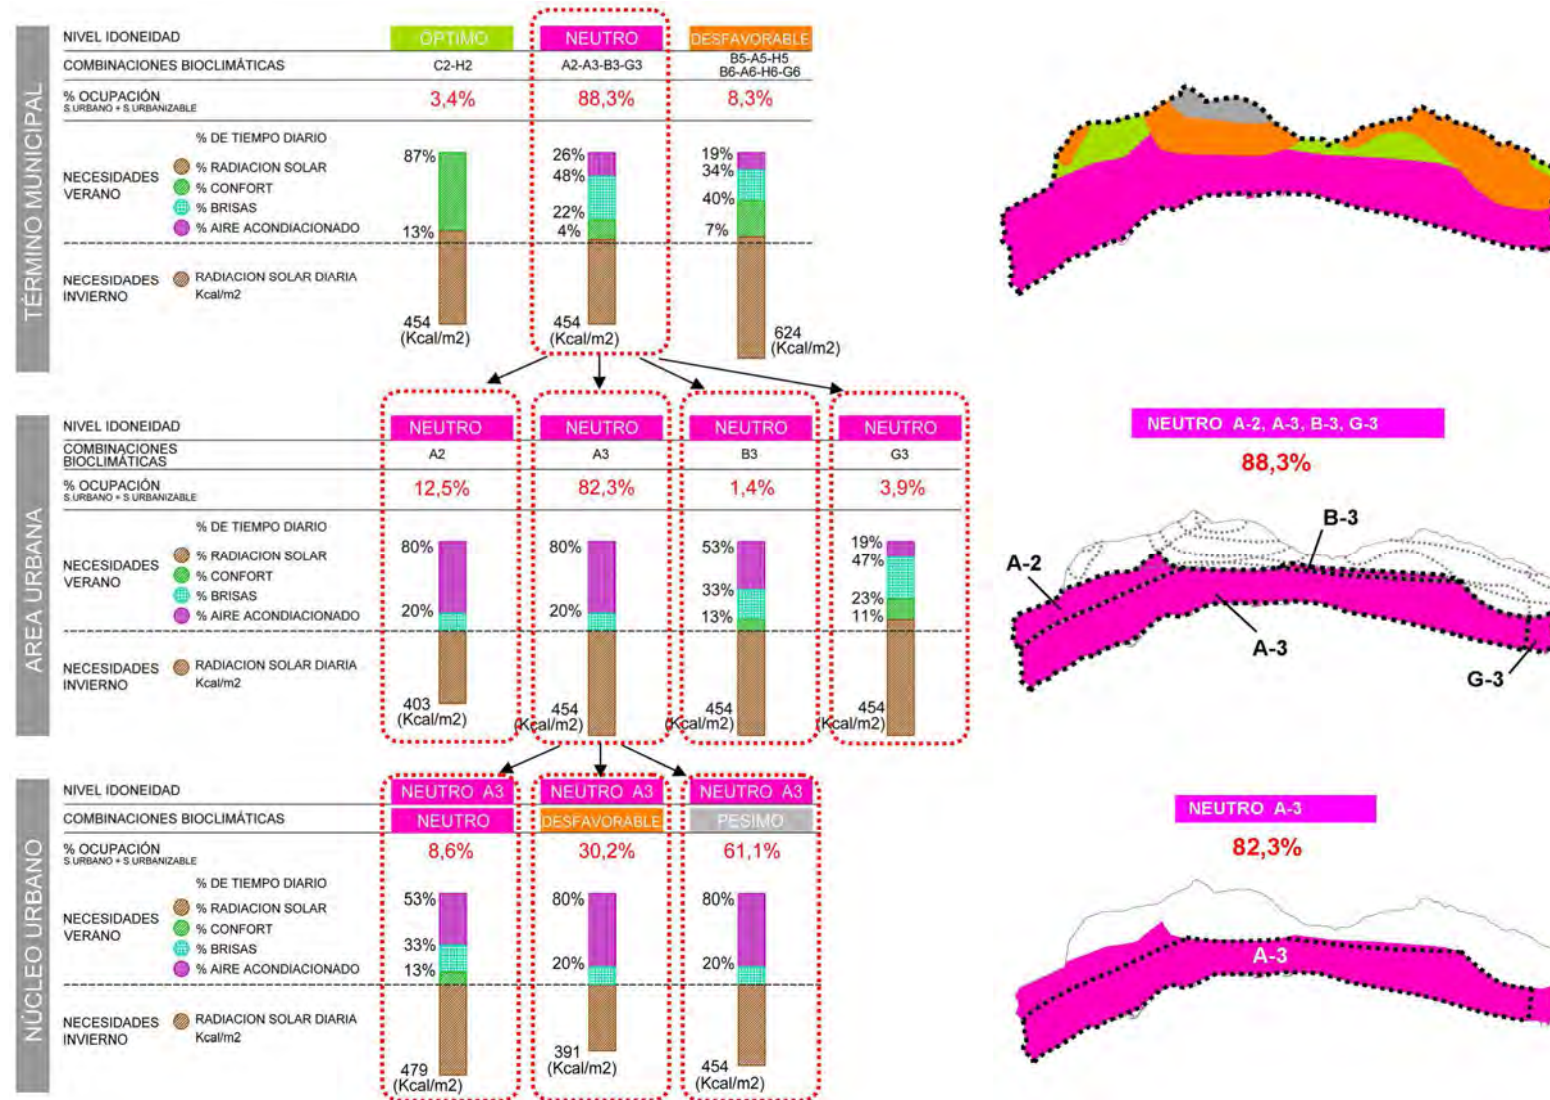 TÉRMINO MUNICIPAL
NIVEL IDONEIDAD ÓPTIMO NEUTRO DESFAVORABLE
COMBINACIONES BIOCLIMÁTICAS C2-H2 A2-A3-B3-G3 B5-A5-H5
B6-A6-H6-G6
% OCUPACIÓN 3,4% 88,3% 8,3%
S.URBANO + S URBANIZABLE
% DE TIEMPO DIARIO
NECESIDADES
VERANO
% RADIACION SOLAR
% CONFORT
% BRISAS
% AIRE ACONDIACIONADO
87%
13%
26%
48%
22%
4%
19%
34%
40%
7%
NECESIDADES
INVIERNO
RADIACION SOLAR DIARIA
Kcal/m2
454
(Kcal/m2)
454
(Kcal/m2)
624
(Kcal/m2)
AREA URBANA
NIVEL IDONEIDAD NEUTRO NEUTRO NEUTRO NEUTRO
COMBINACIONES
BIOCLIMÁTICAS A2 A3 B3 G3
% OCUPACIÓN 12,5% 82,3% 1,4% 3,9%
S.URBANO + S URBANIZABLE
% DE TIEMPO DIARIO
NECESIDADES
VERANO
% RADIACION SOLAR
% CONFORT
% BRISAS
% AIRE ACONDIACIONADO
80%
20%
80%
20%
53%
33%
13%
19%
47%
23%
11%
NECESIDADES
INVIERNO
RADIACION SOLAR DIARIA
Kcal/m2
403
(Kcal/m2)
454
(Kcal/m2)
454
(Kcal/m2)
454
(Kcal/m2)
NEUTRO A-2, A-3, B-3, G-3
88,3%
B-3
A-2
A-3
G-3
NÚCLEO URBANO
NIVEL IDONEIDAD NEUTRO A3 NEUTRO A3 NEUTRO A3
COMBINACIONES BIOCLIMÁTICAS NEUTRO DESFAVORABLE PESIMO
% OCUPACIÓN 8,6% 30,2% 61,1%
S.URBANO + S URBANIZABLE
% DE TIEMPO DIARIO
NECESIDADES
VERANO
% RADIACION SOLAR
% CONFORT
% BRISAS
% AIRE ACONDIACIONADO
53%
33%
13%
80%
20%
80%
20%
NECESIDADES
INVIERNO
RADIACION SOLAR DIARIA
Kcal/m2
479
(Kcal/m2)
391
(Kcal/m2)
454
(Kcal/m2)
NEUTRO A-3
82,3%
A-3